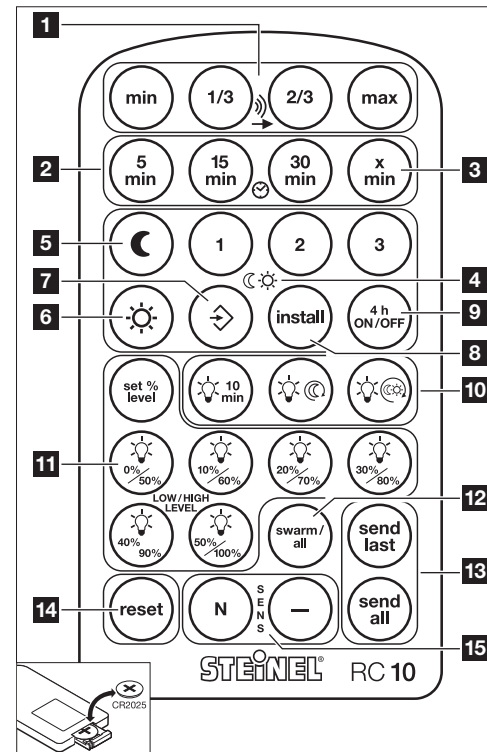 1
min 1/3 2/3 max
2
5 min 15 min 30 min x min
3
5
1 2 3
4
7
6
install
4 h ON/OFF
9
8
set % level
10 min
10
11
0%/50% 10%/60% 20%/70% 30%/80%
LOW/HIGH LEVEL
40%/90% 50%/100%
12
swarm/all
send last
13
14
reset
N
SENS
–
send all
15
STEINEL® RC 10
CR2025